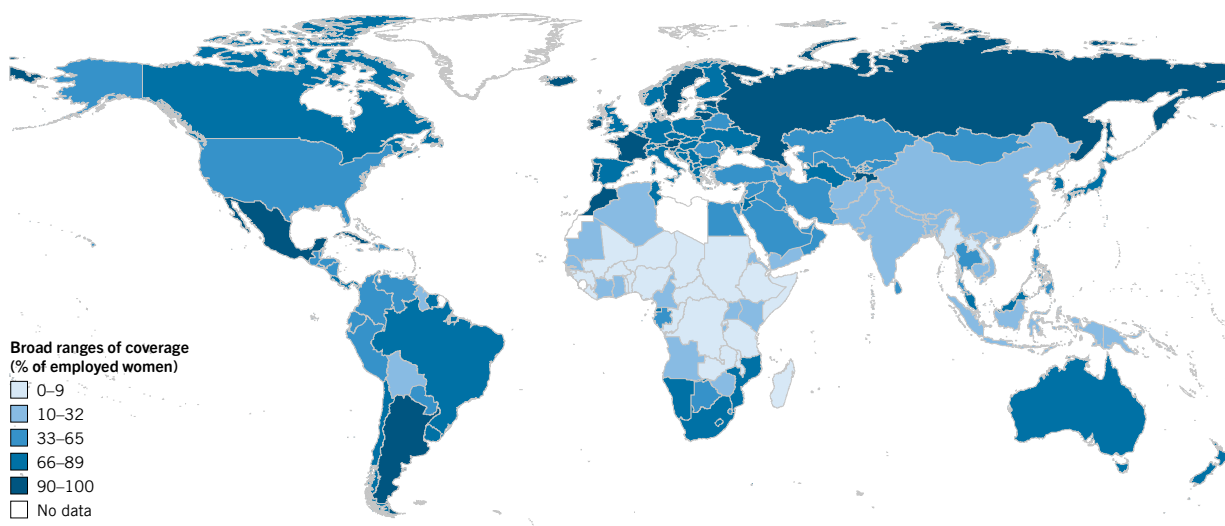 Broad ranges of coverage
(% of employed women)
0–9
10–32
33–65
66–89
90–100
No data